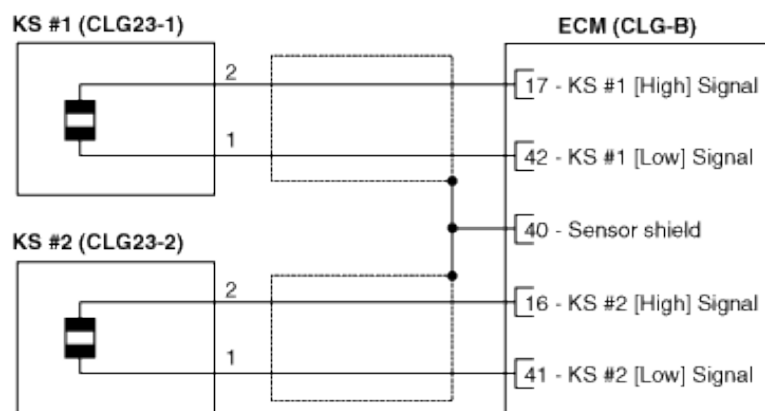 KS #1 (CLG23-1)
ECM (CLG-B)
2
17 - KS #1 [High] Signal
1
42 - KS #1 [Low] Signal
40 - Sensor shield
KS #2 (CLG23-2)
2
16 - KS #2 [High] Signal
1
41 - KS #2 [Low] Signal